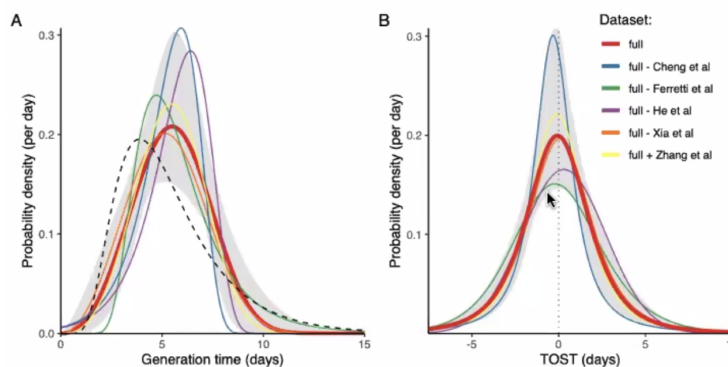 A
B
Dataset:
full
full - Cheng et al
full - Ferretti et al
full - He et al
full - Xia et al
full + Zhang et al
Probability density (per day)
0.3
0.2
0.1
0.0
0
5
10
15
Generation time (days)
Probability density (per day)
0.3
0.2
0.1
-5
0
5
TOST (days)